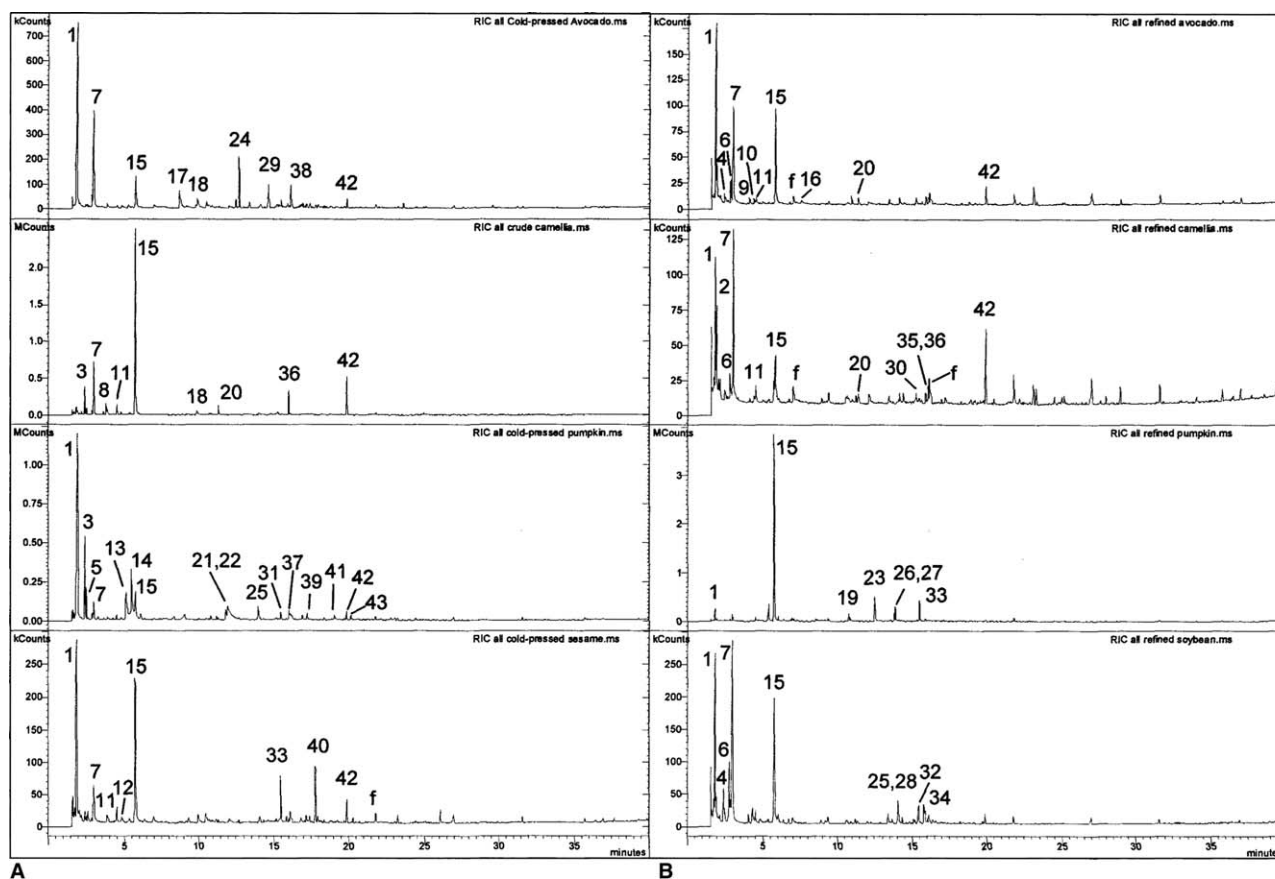 kCounts RIC all Cold-pressed Avocado.ms
700
600
500
400
300
200
100
0
1 7 15 17 18 24 29 38 42
MCounts RIC all crude camellia.ms
2.0
1.5
1.0
0.5
0.0
3 7 8 11 15 18 20 36 42
MCounts RIC all cold-pressed pumpkin.ms
1.00
0.75
0.50
0.25
0.00
1 3 5 7 13 14 15 21,22 25 31 37 39 41 42 43
kCounts RIC all cold-pressed sesame.ms
250
200
150
100
50
0
1 7 11 12 15 33 40 42 f
5 10 15 20 25 30 35
minutes
A
kCounts RIC all refined avocado.ms
150
125
100
75
50
25
0
1 4 6 7 9 10 11 15 f 16 20 42
kCounts RIC all refined camellia.ms
125
100
75
50
25
0
1 2 6 7 11 15 f 20 30 35,36 f 42
MCounts RIC all refined pumpkin.ms
3
2
1
0
1 15 19 23 26,27 33
kCounts RIC all refined soybean.ms
250
200
150
100
50
0
1 4 6 7 15 25,28 32 34
5 10 15 20 25 30 35
minutes
B